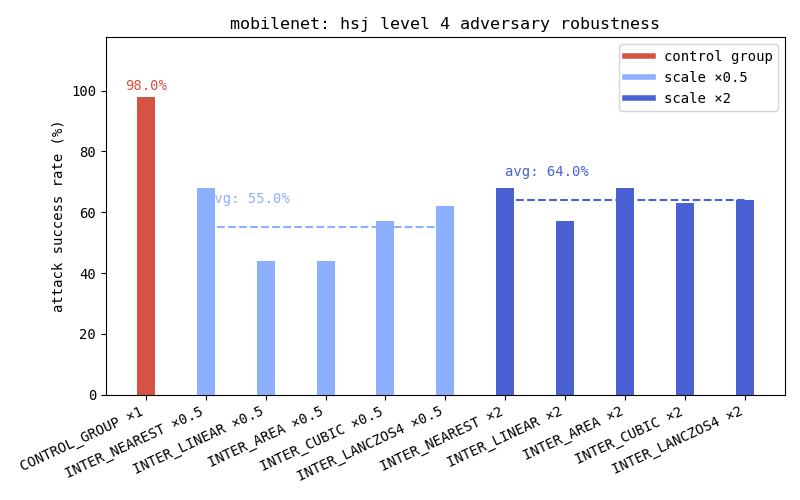 mobilenet: hsj level 4 adversary robustness
control group
scale ×0.5
scale ×2
98.0%
avg: 64.0%
vg: 55.0%
attack success rate (%)
100
80
60
40
20
0
CONTROL_GROUP ×1
INTER_NEAREST ×0.5
INTER_LINEAR ×0.5
INTER_AREA ×0.5
INTER_CUBIC ×0.5
INTER_LANCZOS4 ×0.5
INTER_NEAREST ×2
INTER_LINEAR ×2
INTER_AREA ×2
INTER_CUBIC ×2
INTER_LANCZOS4 ×2